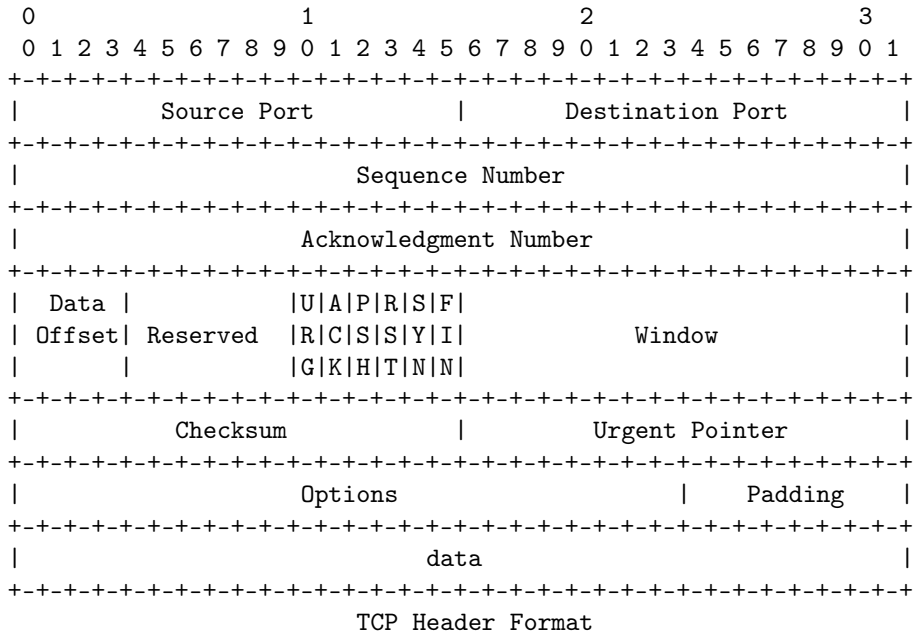 0                   1                   2                   3
 0 1 2 3 4 5 6 7 8 9 0 1 2 3 4 5 6 7 8 9 0 1 2 3 4 5 6 7 8 9 0 1
+-+-+-+-+-+-+-+-+-+-+-+-+-+-+-+-+-+-+-+-+-+-+-+-+-+-+-+-+-+-+-+-+
|          Source Port          |       Destination Port        |
+-+-+-+-+-+-+-+-+-+-+-+-+-+-+-+-+-+-+-+-+-+-+-+-+-+-+-+-+-+-+-+-+
|                        Sequence Number                        |
+-+-+-+-+-+-+-+-+-+-+-+-+-+-+-+-+-+-+-+-+-+-+-+-+-+-+-+-+-+-+-+-+
|                    Acknowledgment Number                      |
+-+-+-+-+-+-+-+-+-+-+-+-+-+-+-+-+-+-+-+-+-+-+-+-+-+-+-+-+-+-+-+-+
|  Data |           |U|A|P|R|S|F|                               |
| Offset| Reserved  |R|C|S|S|Y|I|            Window             |
|       |           |G|K|H|T|N|N|                               |
+-+-+-+-+-+-+-+-+-+-+-+-+-+-+-+-+-+-+-+-+-+-+-+-+-+-+-+-+-+-+-+-+
|           Checksum            |         Urgent Pointer        |
+-+-+-+-+-+-+-+-+-+-+-+-+-+-+-+-+-+-+-+-+-+-+-+-+-+-+-+-+-+-+-+-+
|                    Options                    |    Padding    |
+-+-+-+-+-+-+-+-+-+-+-+-+-+-+-+-+-+-+-+-+-+-+-+-+-+-+-+-+-+-+-+-+
|                             data                              |
+-+-+-+-+-+-+-+-+-+-+-+-+-+-+-+-+-+-+-+-+-+-+-+-+-+-+-+-+-+-+-+-+
                        TCP Header Format